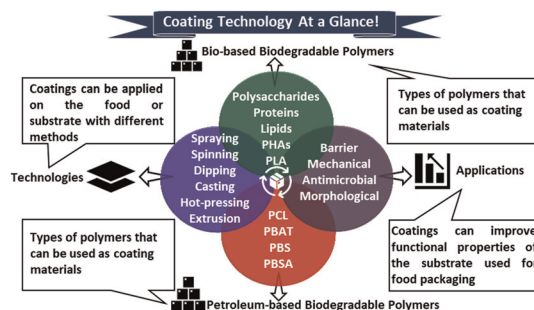 Coating Technology At a Glance!
Bio-based Biodegradable Polymers
Coatings can be applied
on the food or
substrate with different
methods
Types of polymers that
can be used as coating
materials
Polysaccharides
Proteins
Lipids
PHAs
PLA
Spraying
Spinning
Dipping
Casting
Hot-pressing
Extrusion
Barrier
Mechanical
Antimicrobial
Morphological
Technologies
Applications
PCL
PBAT
PBS
PBSA
Types of polymers that
can be used as coating
materials
Coatings can improve
functional properties of
the substrate used for
food packaging
Petroleum-based Biodegradable Polymers